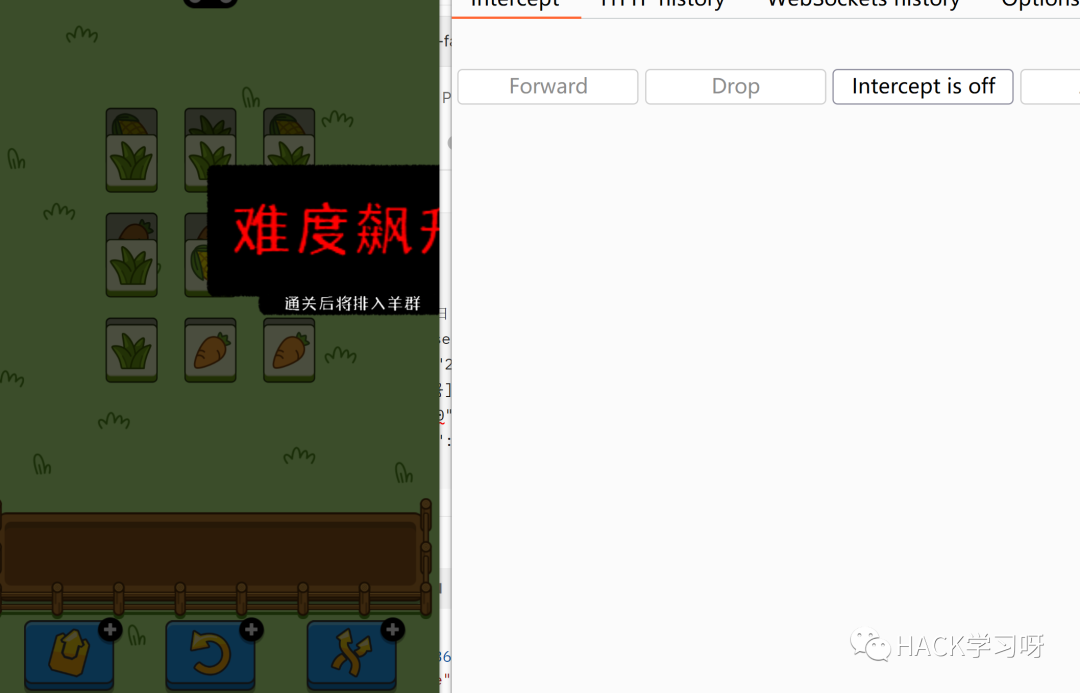 Intercept HTTP history WebSockets history Options
Forward Drop Intercept is off
难度飙升
通关后将排入羊群
HACK学习呀